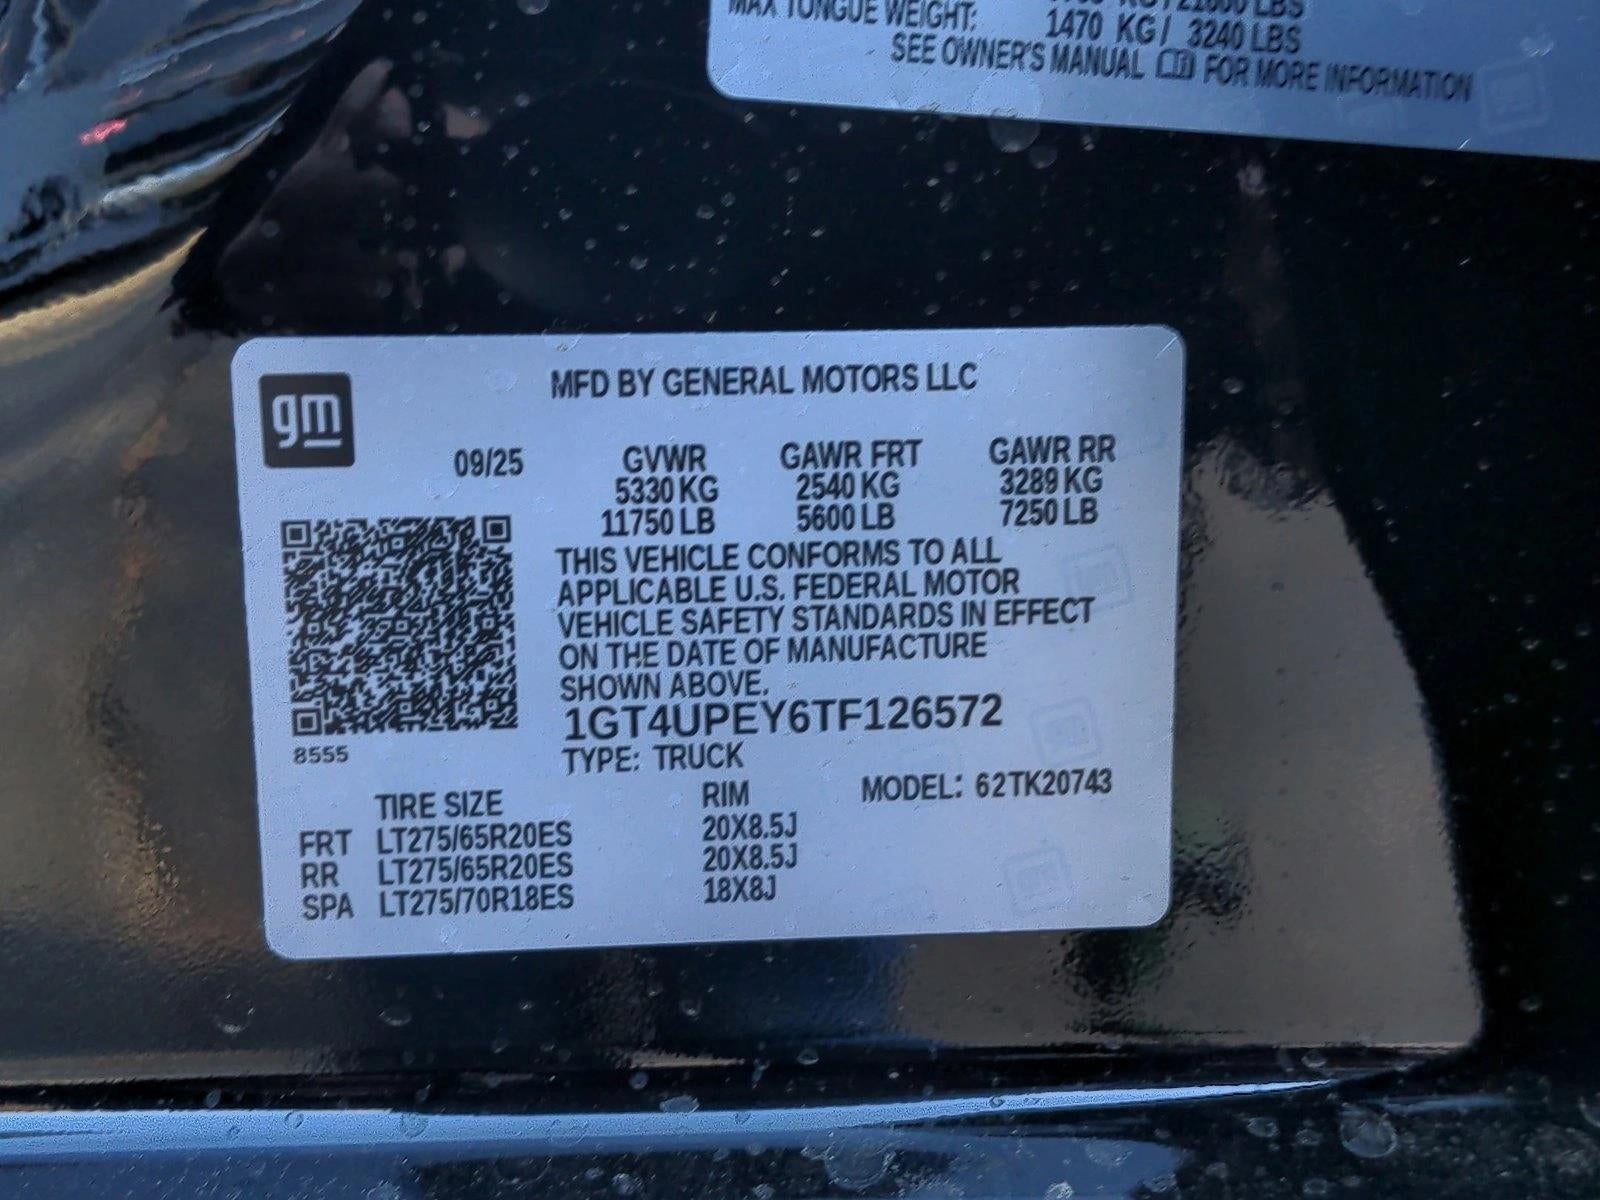 LBS
MAX TONGUE WEIGHT: 1470 KG / 3240 LBS
SEE OWNER'S MANUAL FOR MORE INFORMATION
gm
MFD BY GENERAL MOTORS LLC
09/25 GVWR GAWR FRT GAWR RR
5330 KG 2540 KG 3289 KG
11750 LB 5600 LB 7250 LB
THIS VEHICLE CONFORMS TO ALL
APPLICABLE U.S. FEDERAL MOTOR
VEHICLE SAFETY STANDARDS IN EFFECT
ON THE DATE OF MANUFACTURE
SHOWN ABOVE.
1GT4UPEY6TF126572
8555
TYPE: TRUCK
TIRE SIZE RIM MODEL: 62TK20743
FRT LT275/65R20ES 20X8.5J
RR LT275/65R20ES 20X8.5J
SPA LT275/70R18ES 18X8J